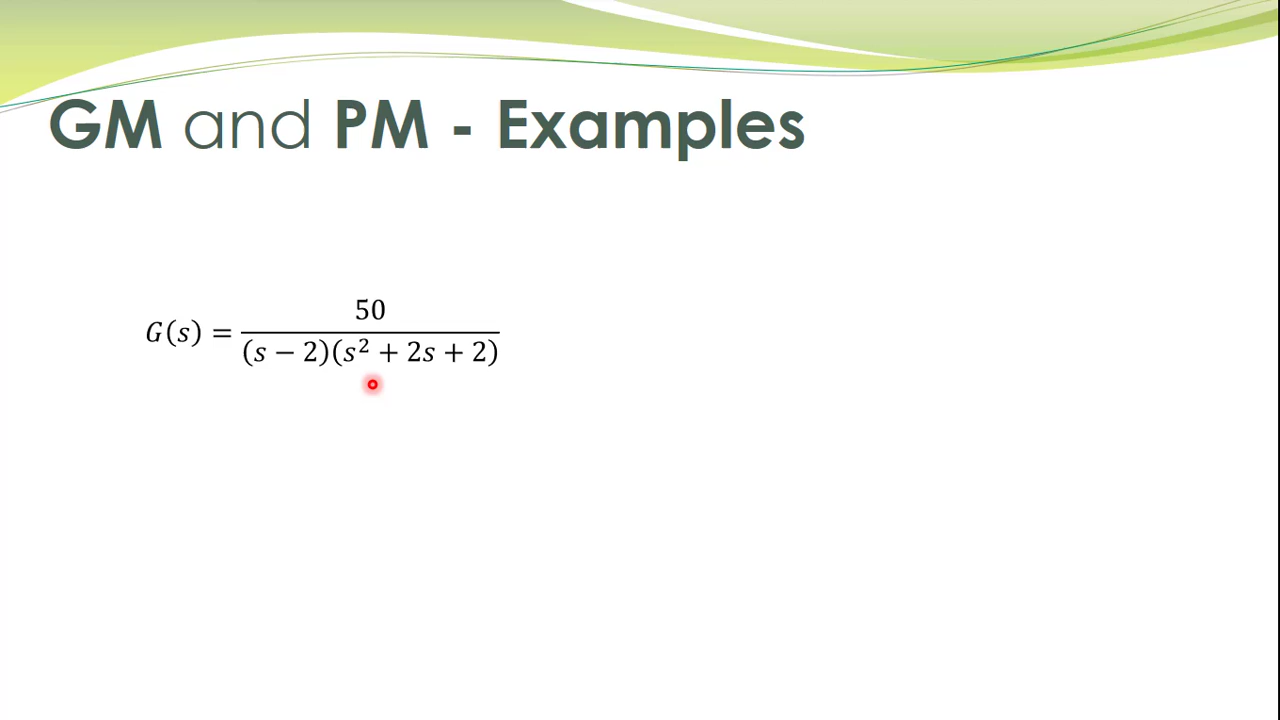 GM and PM - Examples
G(s) = 50 / (s − 2)(s² + 2s + 2)